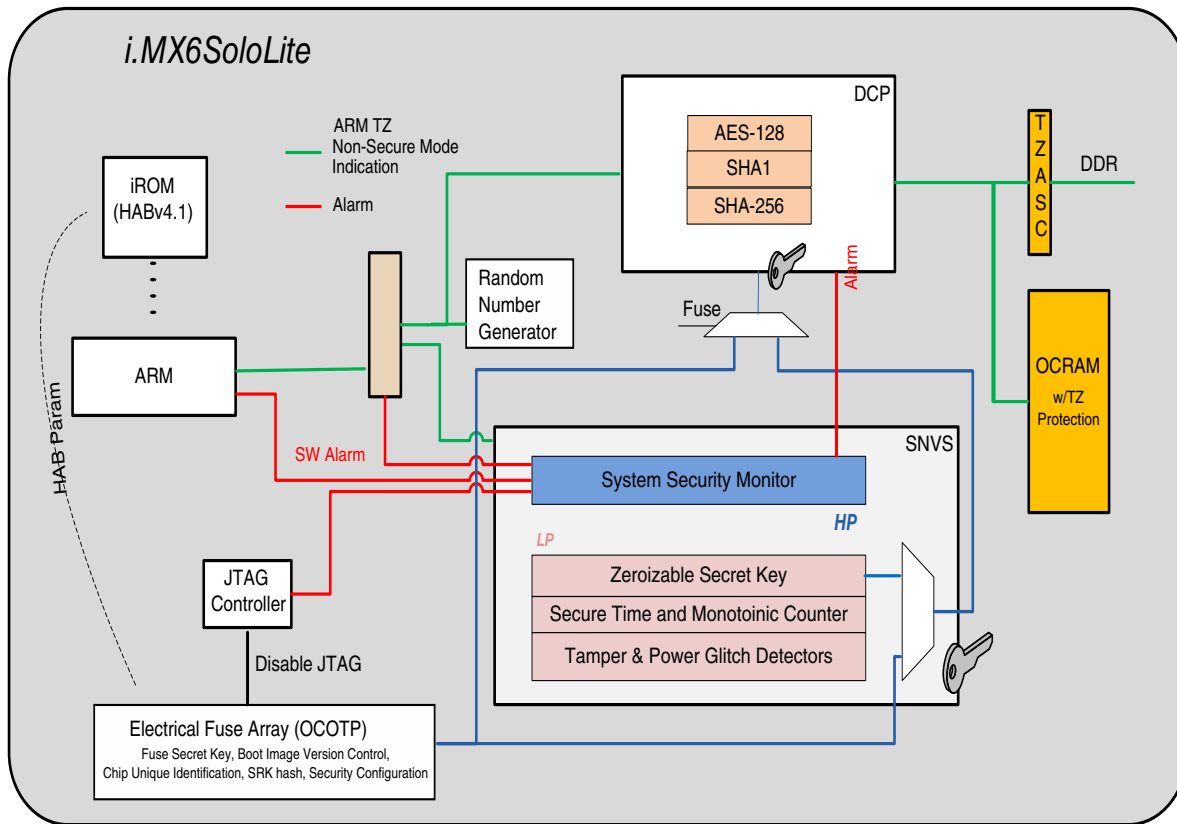 i.MX6SoloLite
ARM TZ
Non-Secure Mode
Indication
Alarm
iROM
(HABv4.1)
ARM
HAB Param
DCP
AES-128
SHA1
SHA-256
Alarm
Fuse
Random
Number
Generator
T
Z
A
S
C
DDR
OCRAM
w/TZ
Protection
SNVS
SW Alarm
System Security Monitor
HP
LP
Zeroizable Secret Key
Secure Time and Monotoinic Counter
Tamper & Power Glitch Detectors
JTAG
Controller
Disable JTAG
Electrical Fuse Array (OCOTP)
Fuse Secret Key, Boot Image Version Control,
Chip Unique Identification, SRK hash, Security Configuration